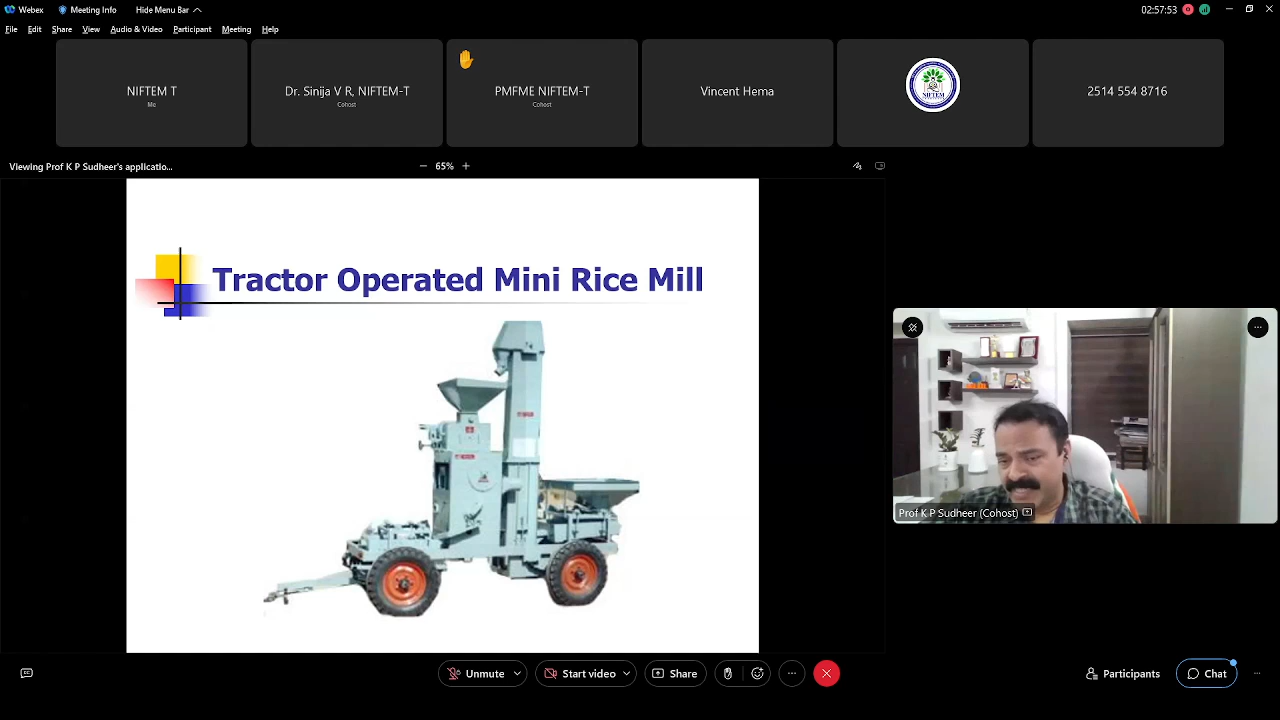 Webex
Meeting Info
Hide Menu Bar
02:57:53
File Edit Share View Audio & Video Participant Meeting Help
NIFTEM T
Me
Dr. Sinija V R, NIFTEM-T
Cohost
PMFME NIFTEM-T
Cohost
Vincent Hema
NIFTEM
2514 554 8716
Viewing Prof K P Sudheer's applicatio...
65%
Tractor Operated Mini Rice Mill
Prof K P Sudheer (Cohost)
Unmute
Start video
Share
Participants
Chat